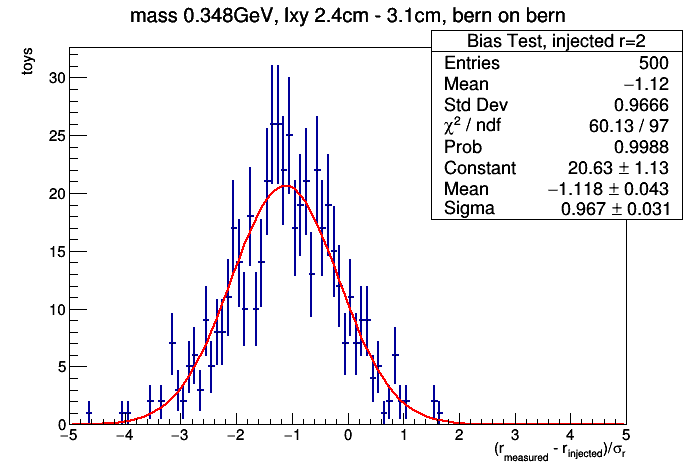 mass 0.348GeV, lxy 2.4cm - 3.1cm, bern on bern
Bias Test, injected r=2
Entries 500
Mean −1.12
Std Dev 0.9666
χ² / ndf 60.13 / 97
Prob 0.9988
Constant 20.63 ± 1.13
Mean −1.118 ± 0.043
Sigma 0.967 ± 0.031
toys
30
25
20
15
10
5
0
−5 −4 −3 −2 −1 0 1 2 3 4 5
(r_measured - r_injected)/σ_r